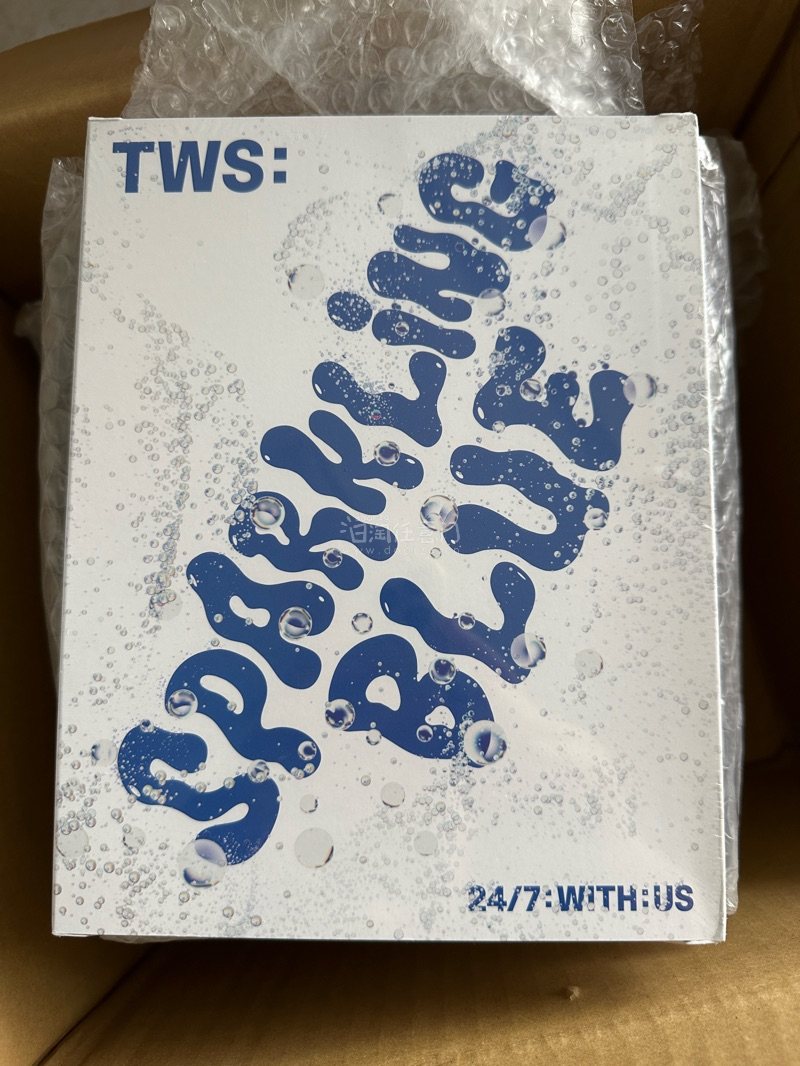 TWS:
SPARKLiNG
BLUE
24/7:WiTH:US